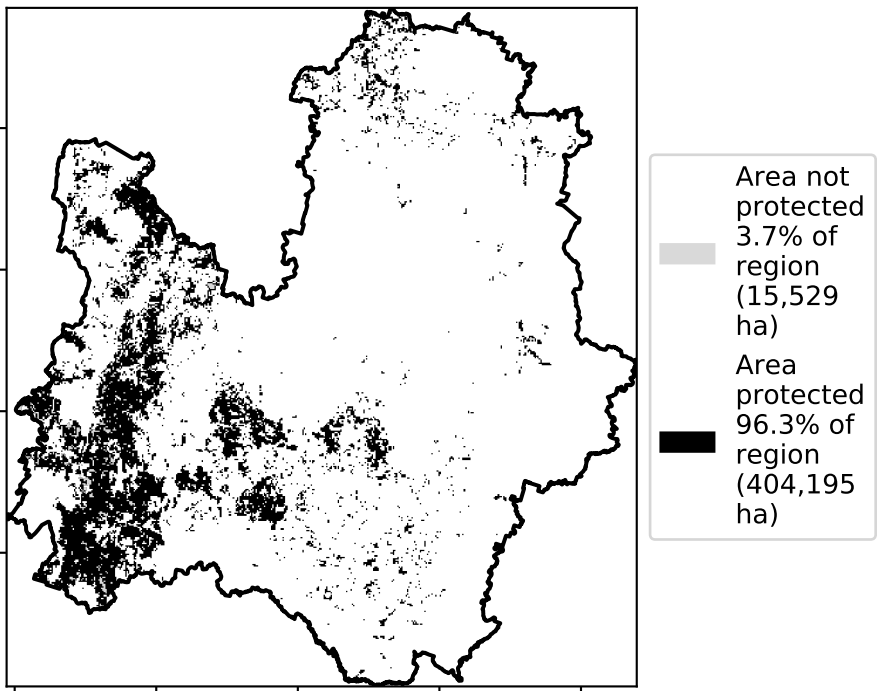 Area not
protected
3.7% of
region
(15,529
ha)
Area
protected
96.3% of
region
(404,195
ha)